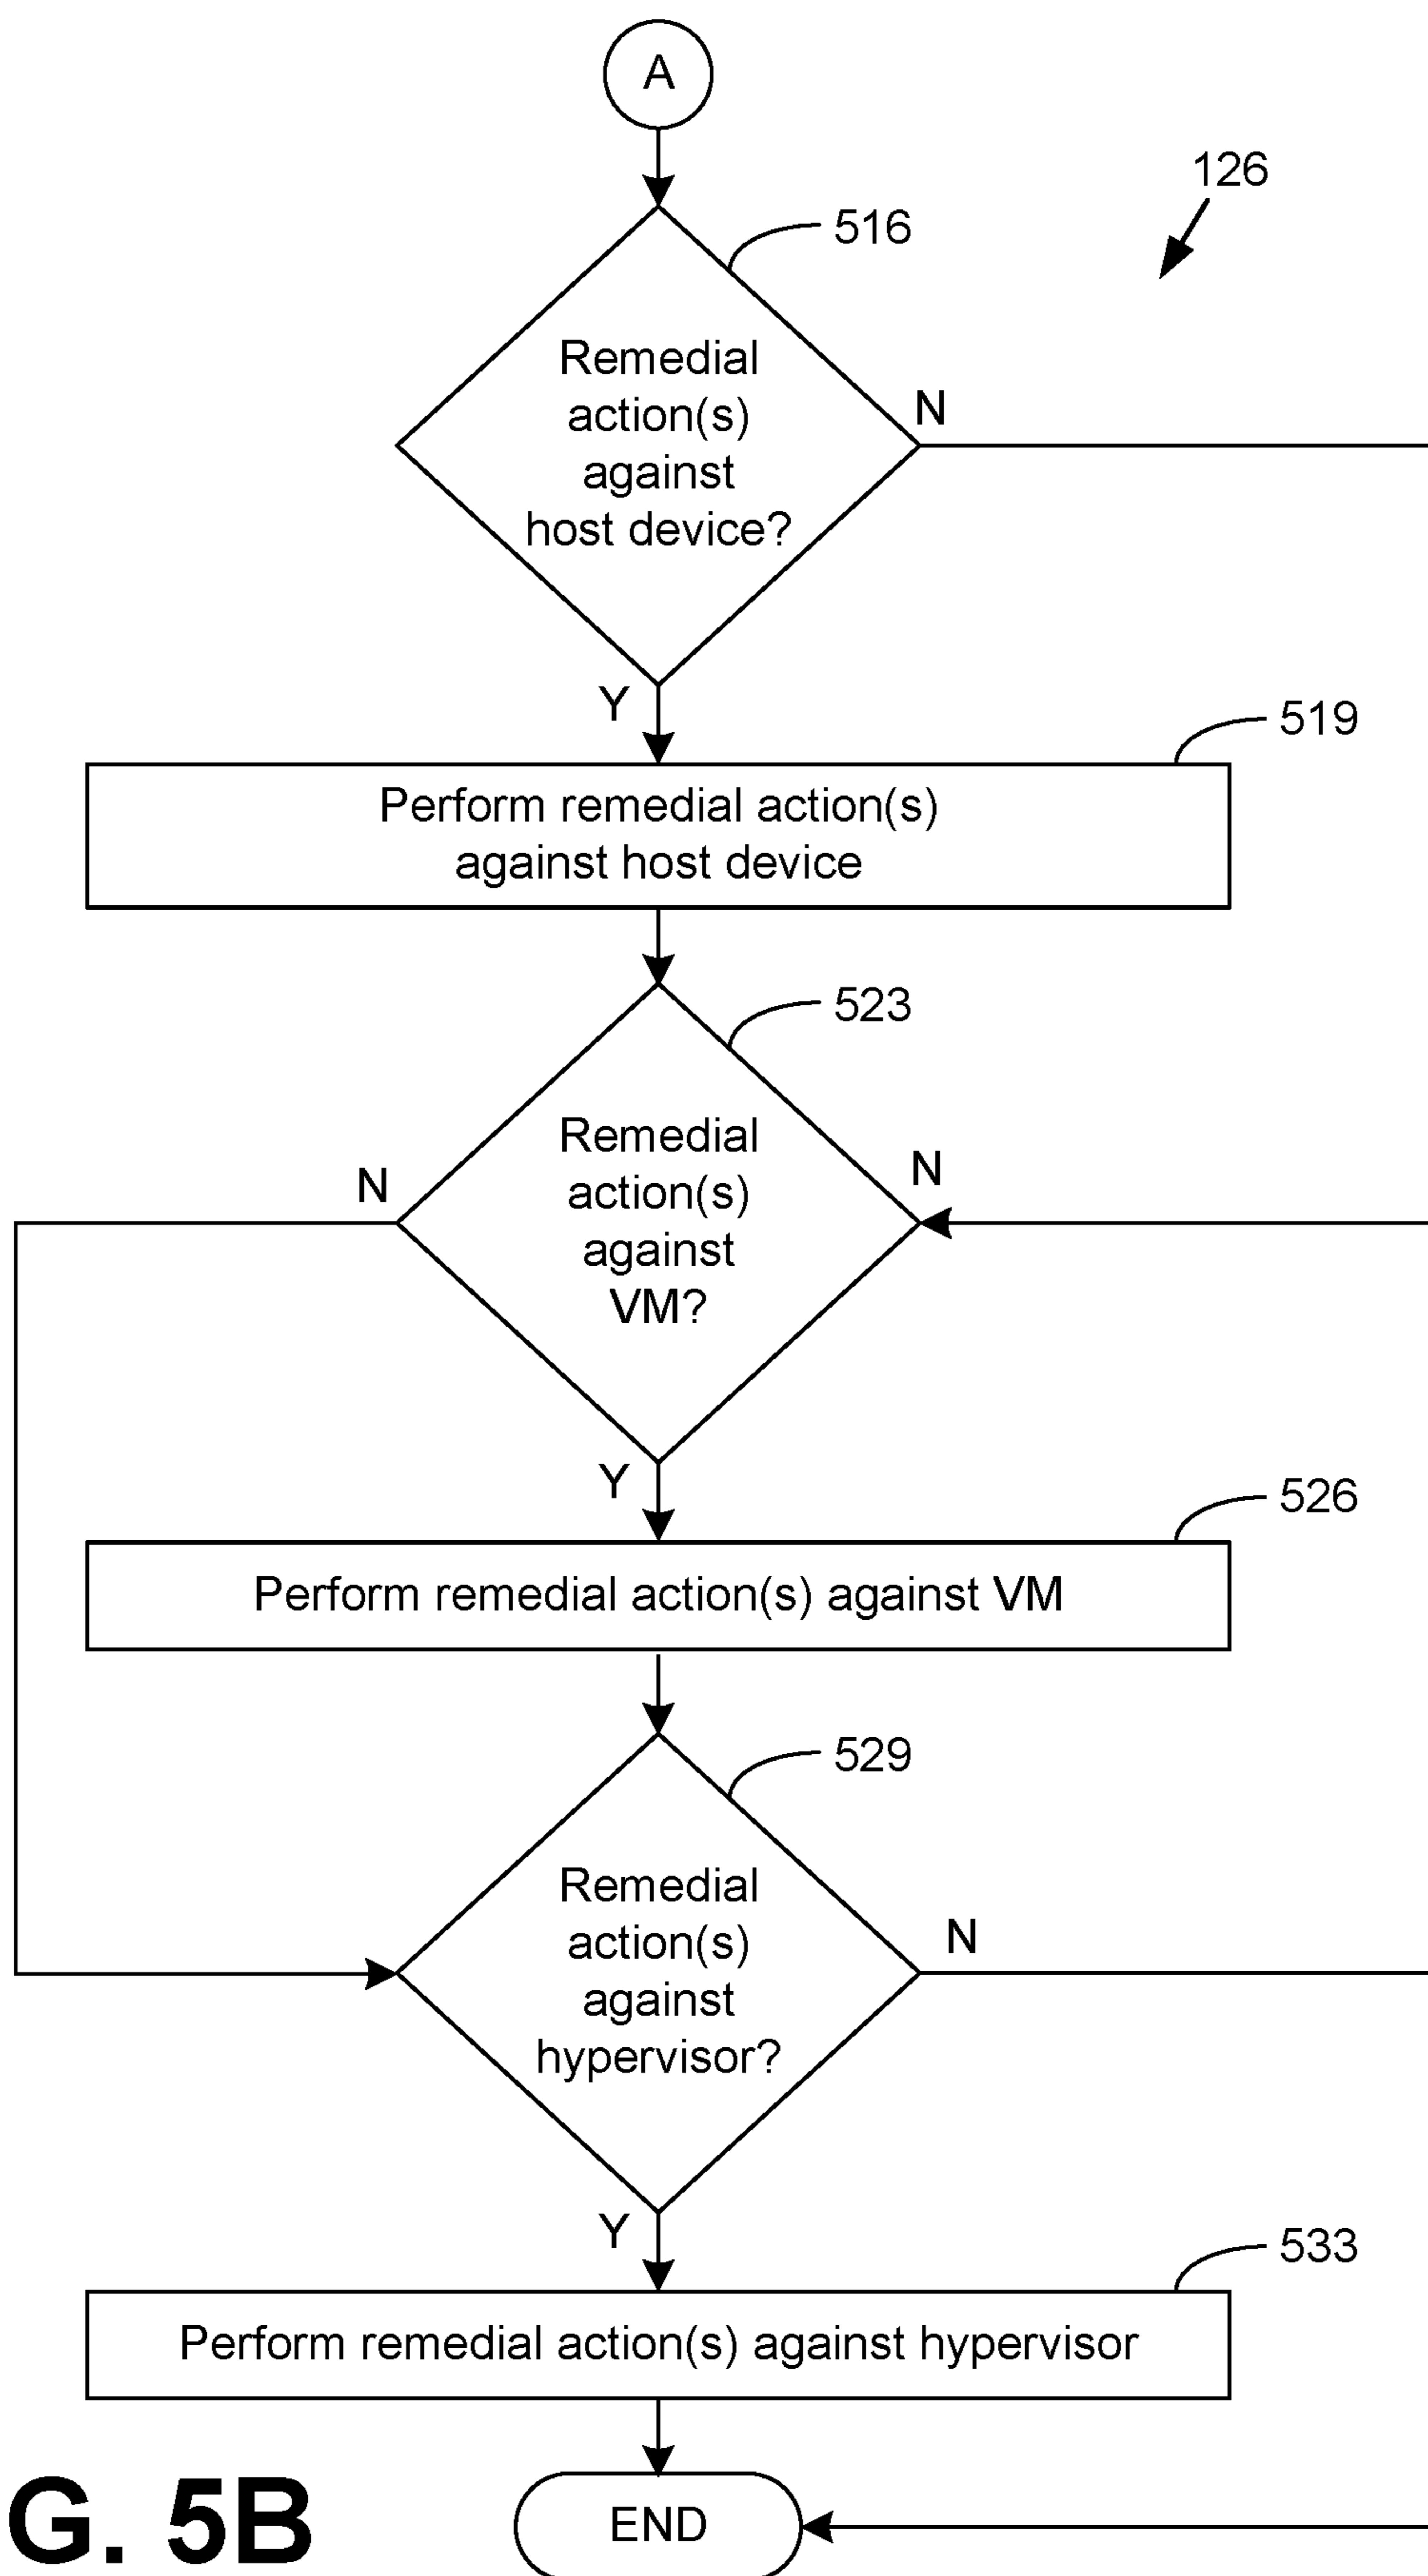 A
126
516
Remedial
action(s)
against
host device?
N
Y
519
Perform remedial action(s)
against host device
523
Remedial
action(s)
against
VM?
N
N
Y
526
Perform remedial action(s) against VM
529
Remedial
action(s)
against
hypervisor?
N
Y
533
Perform remedial action(s) against hypervisor
END
G. 5B